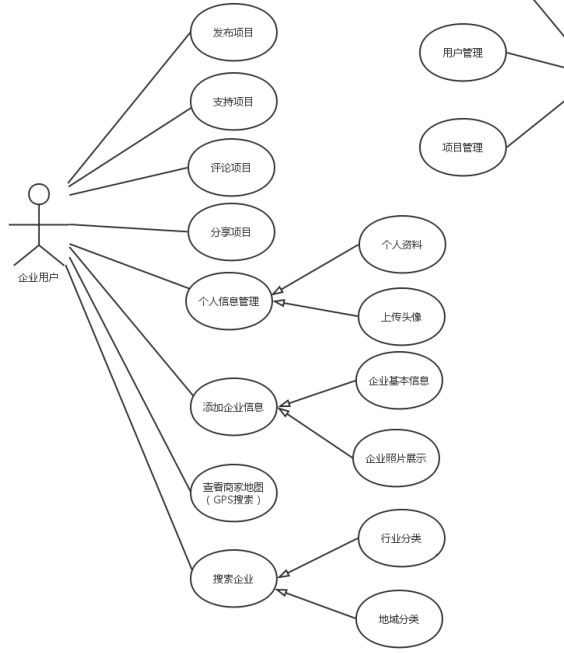 发布项目
用户管理
支持项目
项目管理
评论项目
分享项目
个人资料
企业用户
个人信息管理
上传头像
企业基本信息
添加企业信息
企业照片展示
查看商家地图
（GPS搜索）
行业分类
搜索企业
地域分类